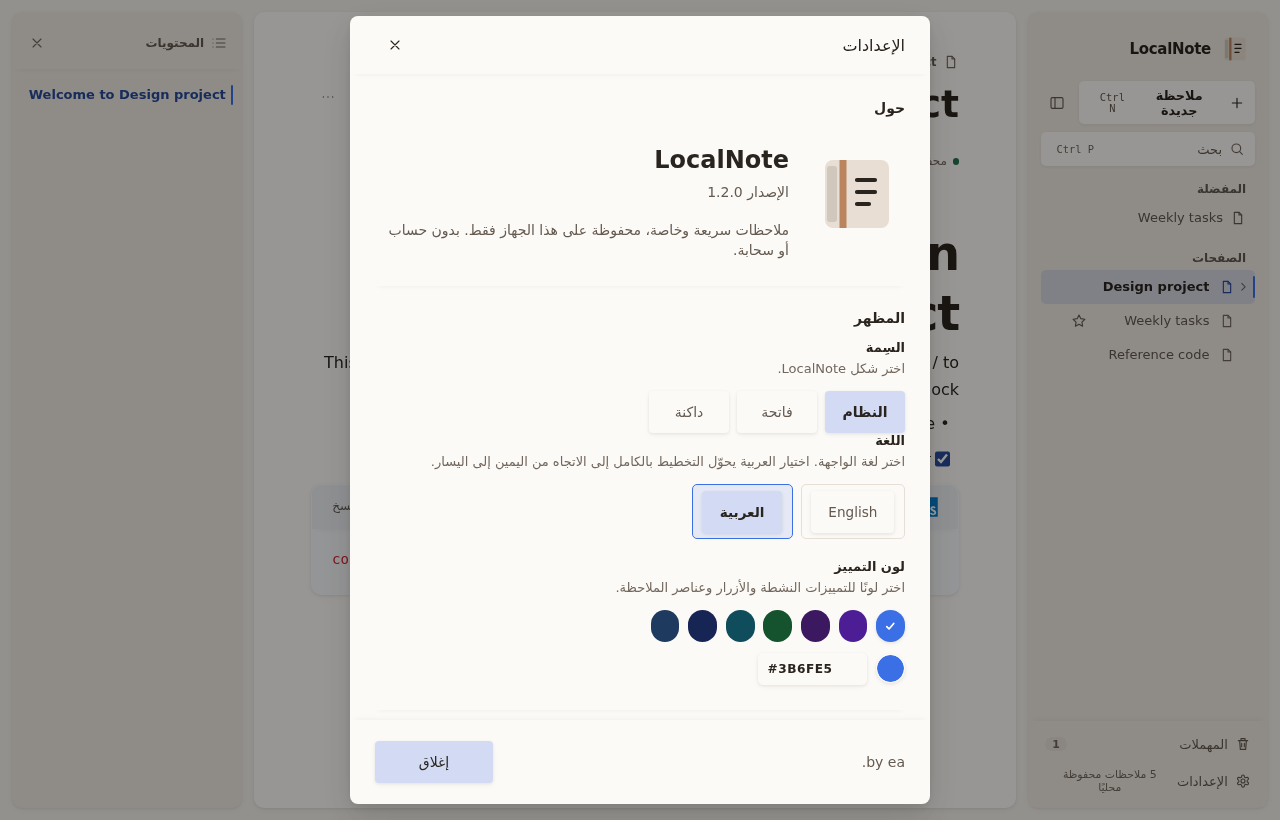 LocalNote
ملاحظة جديدة
Ctrl N
بحث
Ctrl P
المفضلة
Weekly tasks
الصفحات
Design project
Weekly tasks
Reference code
المهملات
1
الإعدادات
5 ملاحظات محفوظة محليًا
الإعدادات
حول
LocalNote
الإصدار 1.2.0
ملاحظات سريعة وخاصة، محفوظة على هذا الجهاز فقط. بدون حساب
أو سحابة.
المظهر
السِمة
اختر شكل LocalNote.
النظام
فاتحة
داكنة
اللغة
اختر لغة الواجهة. اختيار العربية يحوّل التخطيط بالكامل إلى الاتجاه من اليمين إلى اليسار.
English
العربية
لون التمييز
اختر لونًا للتمييزات النشطة والأزرار وعناصر الملاحظة.
#3B6FE5
by ea.
إغلاق
/ to
This
المحتويات
Welcome to Design project